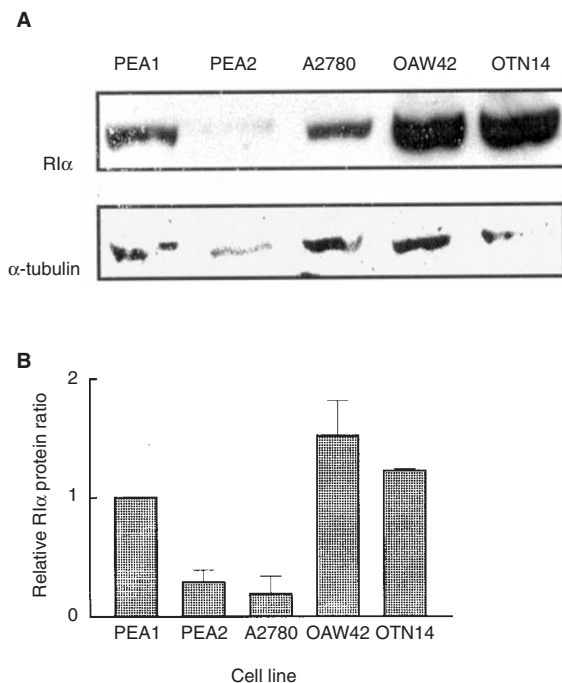 A
PEA1 PEA2 A2780 OAW42 OTN14
RIα
α-tubulin
B
Relative RIα protein ratio
2
1
0
PEA1 PEA2 A2780 OAW42 OTN14
Cell line